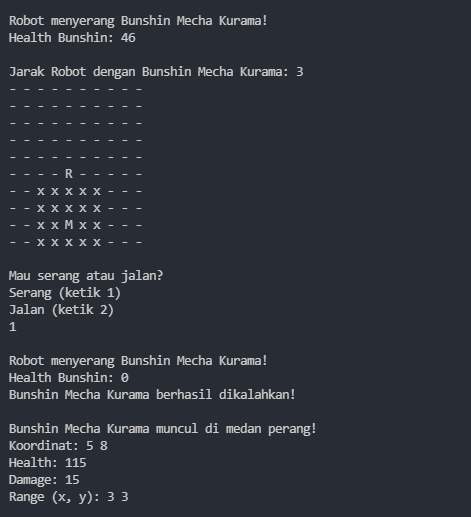 Robot menyerang Bunshin Mecha Kurama!
Health Bunshin: 46
Jarak Robot dengan Bunshin Mecha Kurama: 3
- - - - - - - - - -
- - - - - - - - - -
- - - - - - - - - -
- - - - - - - - - -
- - - - - - - - - -
- - - - R - - - - -
- - x x x x x - - -
- - x x x x x - - -
- - x x M x x - - -
- - x x x x x - - -
Mau serang atau jalan?
Serang (ketik 1)
Jalan (ketik 2)
1
Robot menyerang Bunshin Mecha Kurama!
Health Bunshin: 0
Bunshin Mecha Kurama berhasil dikalahkan!
Bunshin Mecha Kurama muncul di medan perang!
Koordinat: 5 8
Health: 115
Damage: 15
Range (x, y): 3 3